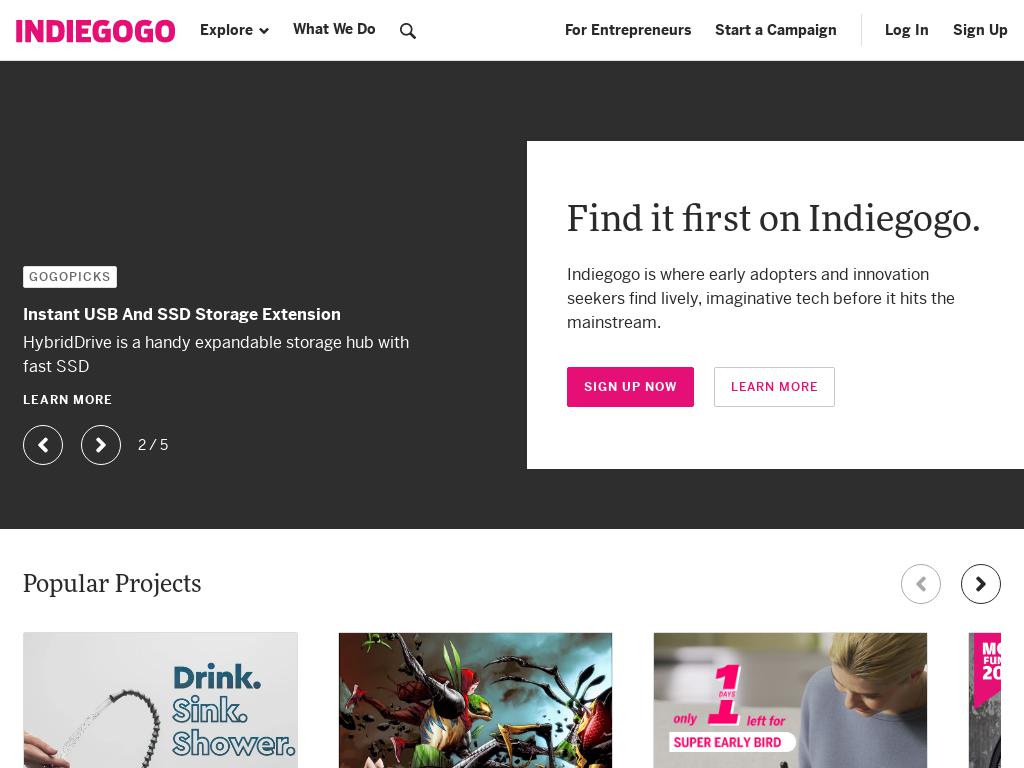 INDIEGOGO
Explore
What We Do
For Entrepreneurs
Start a Campaign
Log In
Sign Up
GOGOPICKS
Instant USB And SSD Storage Extension
HybridDrive is a handy expandable storage hub with
fast SSD
LEARN MORE
2 / 5
Find it first on Indiegogo.
Indiegogo is where early adopters and innovation
seekers find lively, imaginative tech before it hits the
mainstream.
SIGN UP NOW
LEARN MORE
Popular Projects
Drink.
Sink.
Shower.
only 1 DAYS left for
SUPER EARLY BIRD